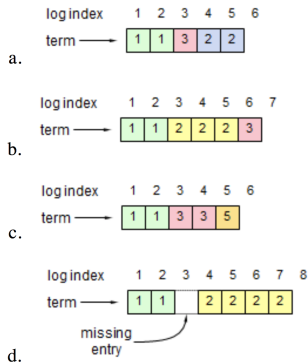 log index 1 2 3 4 5 6
term 1 1 3 2 2
a.
log index 1 2 3 4 5 6 7
term 1 1 2 2 2 3
b.
log index 1 2 3 4 5 6
term 1 1 3 3 5
c.
log index 1 2 3 4 5 6 7 8
term 1 1 2 2 2 2
missing
entry
d.